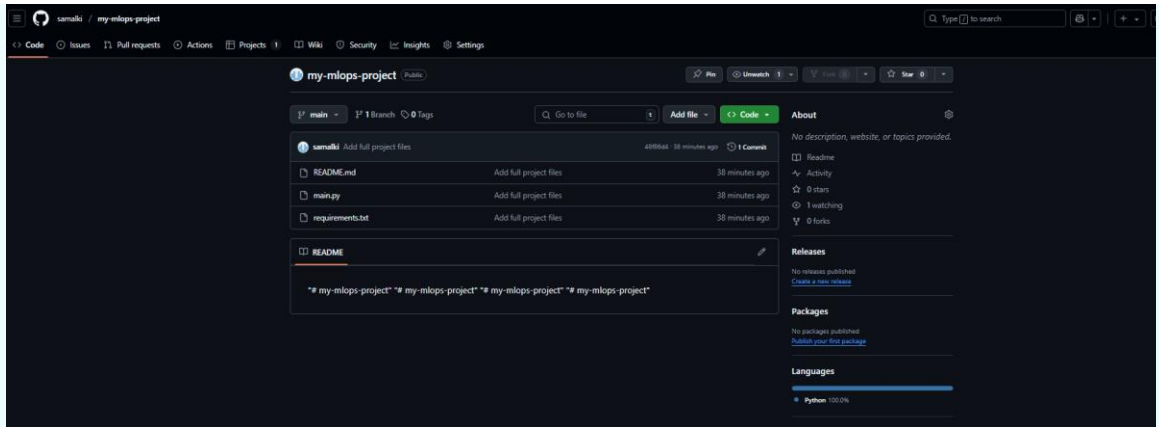 samalki / my-mlops-project
Type / to search
Code Issues Pull requests Actions Projects 1 Wiki Security Insights Settings
my-mlops-project Public
Pin Unwatch 1 Fork 0 Star 0
main 1 Branch 0 Tags
Go to file t Add file Code
samalki Add full project files
38 minutes ago 1 Commit
README.md Add full project files 38 minutes ago
main.py Add full project files 38 minutes ago
requirements.txt Add full project files 38 minutes ago
README
"# my-mlops-project" "# my-mlops-project" "# my-mlops-project" "# my-mlops-project"
About
No description, website, or topics provided.
Readme
Activity
0 stars
1 watching
0 forks
Releases
No releases published
Create a new release
Packages
No packages published
Publish your first package
Languages
Python 100.0%